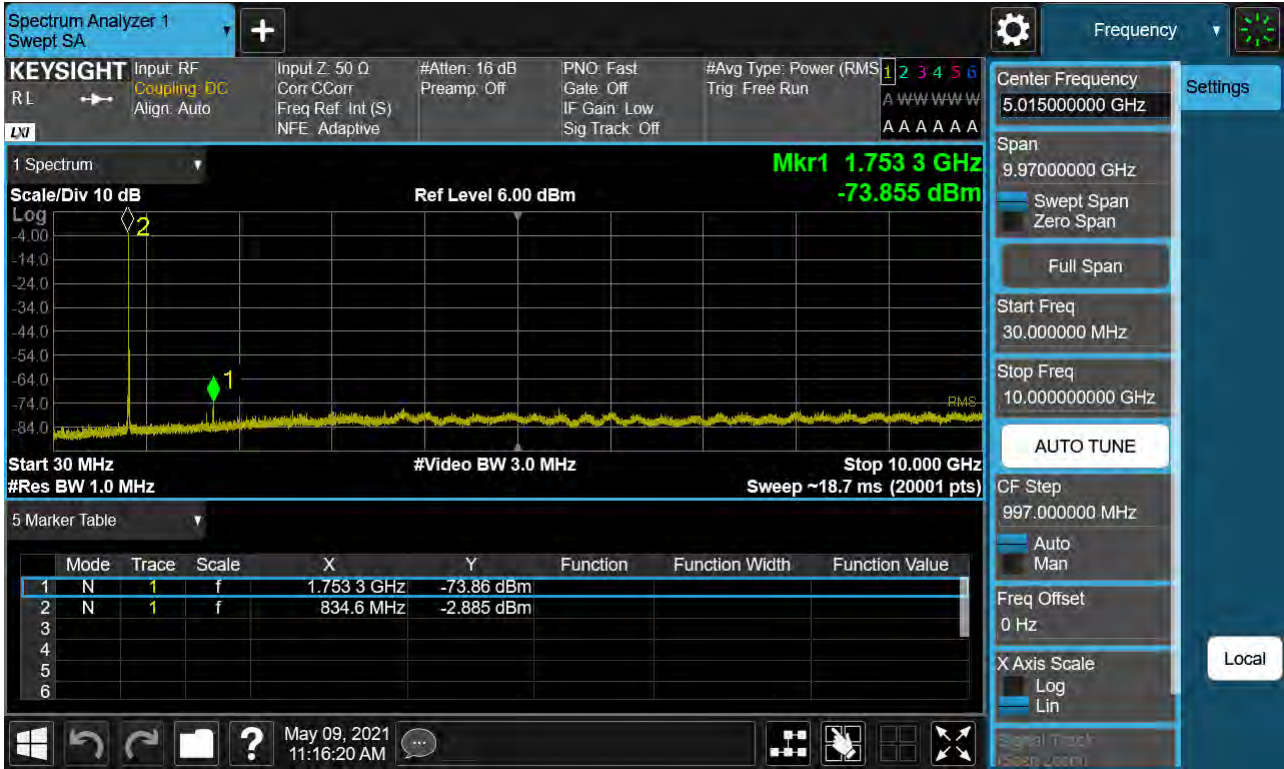 Spectrum Analyzer 1
Swept SA
+
Frequency
KEYSIGHT
RL
LXI
Input: RF
Coupling: DC
Align: Auto
Input Z: 50 Ω
Corr CCorr
Freq Ref: Int (S)
NFE: Adaptive
#Atten: 16 dB
Preamp: Off
PNO: Fast
Gate: Off
IF Gain: Low
Sig Track: Off
#Avg Type: Power (RMS
Trig: Free Run
1 2 3 4 5 6
A W W W W W
A A A A A A
1 Spectrum
Scale/Div 10 dB
Ref Level 6.00 dBm
Mkr1 1.753 3 GHz
-73.855 dBm
Log
-4.00
-14.0
-24.0
-34.0
-44.0
-54.0
-64.0
-74.0
-84.0
2
1
RMS
Start 30 MHz
#Res BW 1.0 MHz
#Video BW 3.0 MHz
Stop 10.000 GHz
Sweep ~18.7 ms (20001 pts)
5 Marker Table
Mode Trace Scale X Y Function Function Width Function Value
1 N 1 f 1.753 3 GHz -73.86 dBm
2 N 1 f 834.6 MHz -2.885 dBm
3
4
5
6
?
May 09, 2021
11:16:20 AM
Center Frequency
5.015000000 GHz
Span
9.97000000 GHz
Swept Span
Zero Span
Full Span
Start Freq
30.000000 MHz
Stop Freq
10.000000000 GHz
AUTO TUNE
CF Step
997.000000 MHz
Auto
Man
Freq Offset
0 Hz
X Axis Scale
Log
Lin
Signal Track
(Span Zoom)
Settings
Local